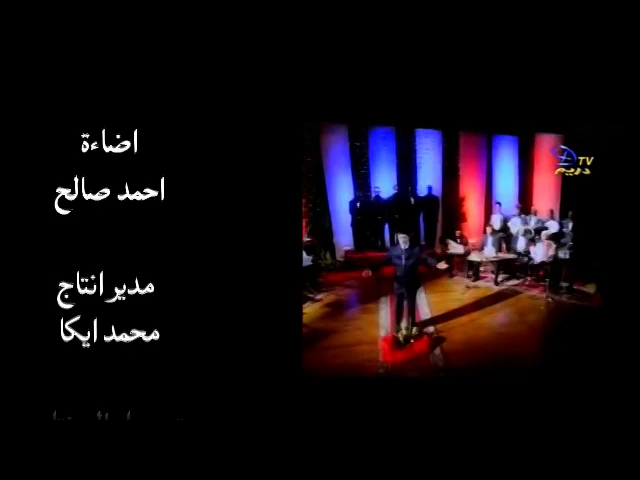 اضاءة
احمد صالح
مدير انتاج
محمد ايكا
TV
دريم